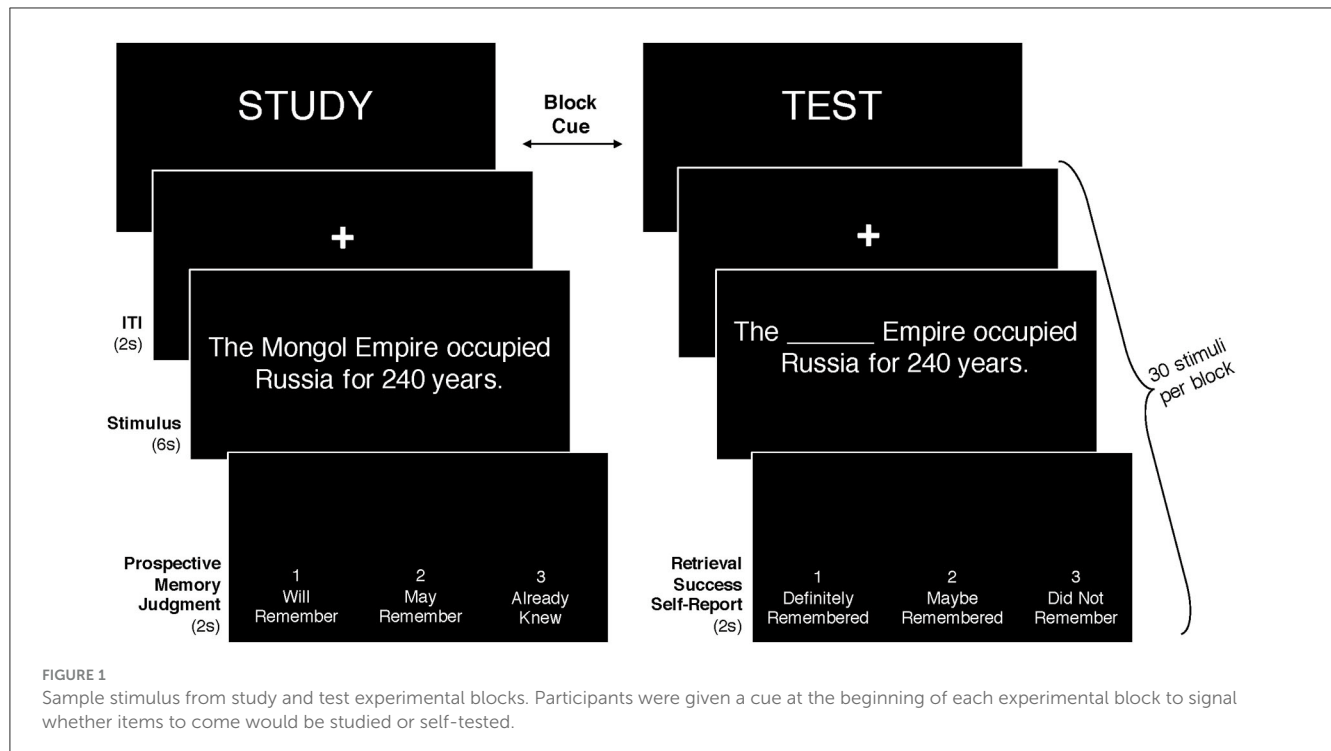 STUDY
Block
Cue
TEST
+
+
ITI
(2s)
The Mongol Empire occupied
Russia for 240 years.
The ______ Empire occupied
Russia for 240 years.
30 stimuli
per block
Stimulus
(6s)
Prospective
Memory
Judgment
(2s)
1
Will
Remember
2
May
Remember
3
Already
Knew
Retrieval
Success
Self-Report
(2s)
1
Definitely
Remembered
2
Maybe
Remembered
3
Did Not
Remember
FIGURE 1
Sample stimulus from study and test experimental blocks. Participants were given a cue at the beginning of each experimental block to signal
whether items to come would be studied or self-tested.